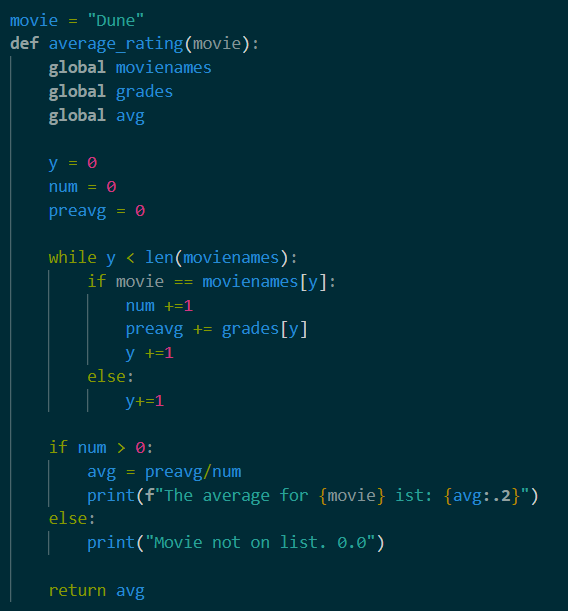 movie = "Dune"
def average_rating(movie):
    global movienames
    global grades
    global avg

    y = 0
    num = 0
    preavg = 0

    while y < len(movienames):
        if movie == movienames[y]:
            num +=1
            preavg += grades[y]
            y +=1
        else:
            y+=1

    if num > 0:
        avg = preavg/num
        print(f"The average for {movie} ist: {avg:.2}")
    else:
        print("Movie not on list. 0.0")

    return avg